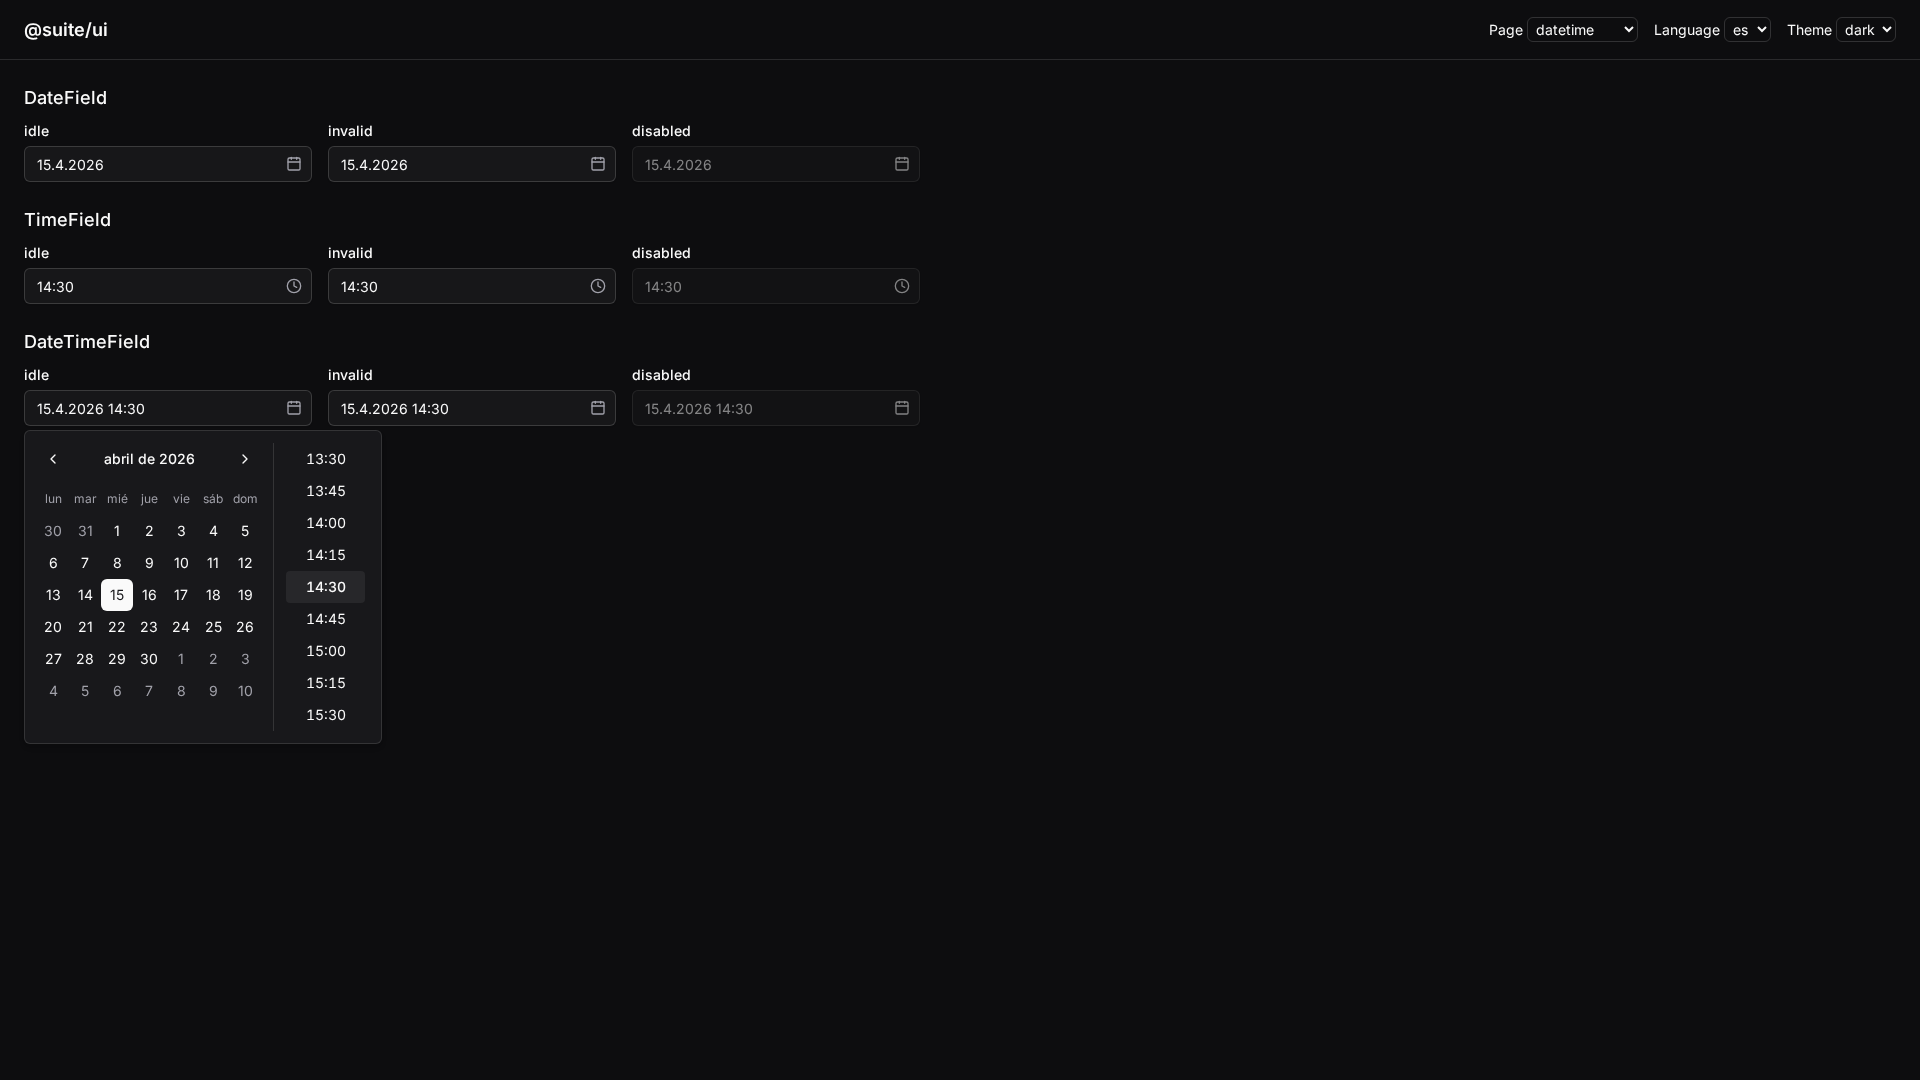 @suite/ui
Page datetime Language es Theme dark
DateField
idle invalid disabled
15.4.2026 15.4.2026 15.4.2026
TimeField
idle invalid disabled
14:30 14:30 14:30
DateTimeField
idle invalid disabled
15.4.2026 14:30 15.4.2026 14:30 15.4.2026 14:30
abril de 2026
lun mar mié jue vie sáb dom
30 31 1 2 3 4 5
6 7 8 9 10 11 12
13 14 15 16 17 18 19
20 21 22 23 24 25 26
27 28 29 30 1 2 3
4 5 6 7 8 9 10
13:30
13:45
14:00
14:15
14:30
14:45
15:00
15:15
15:30